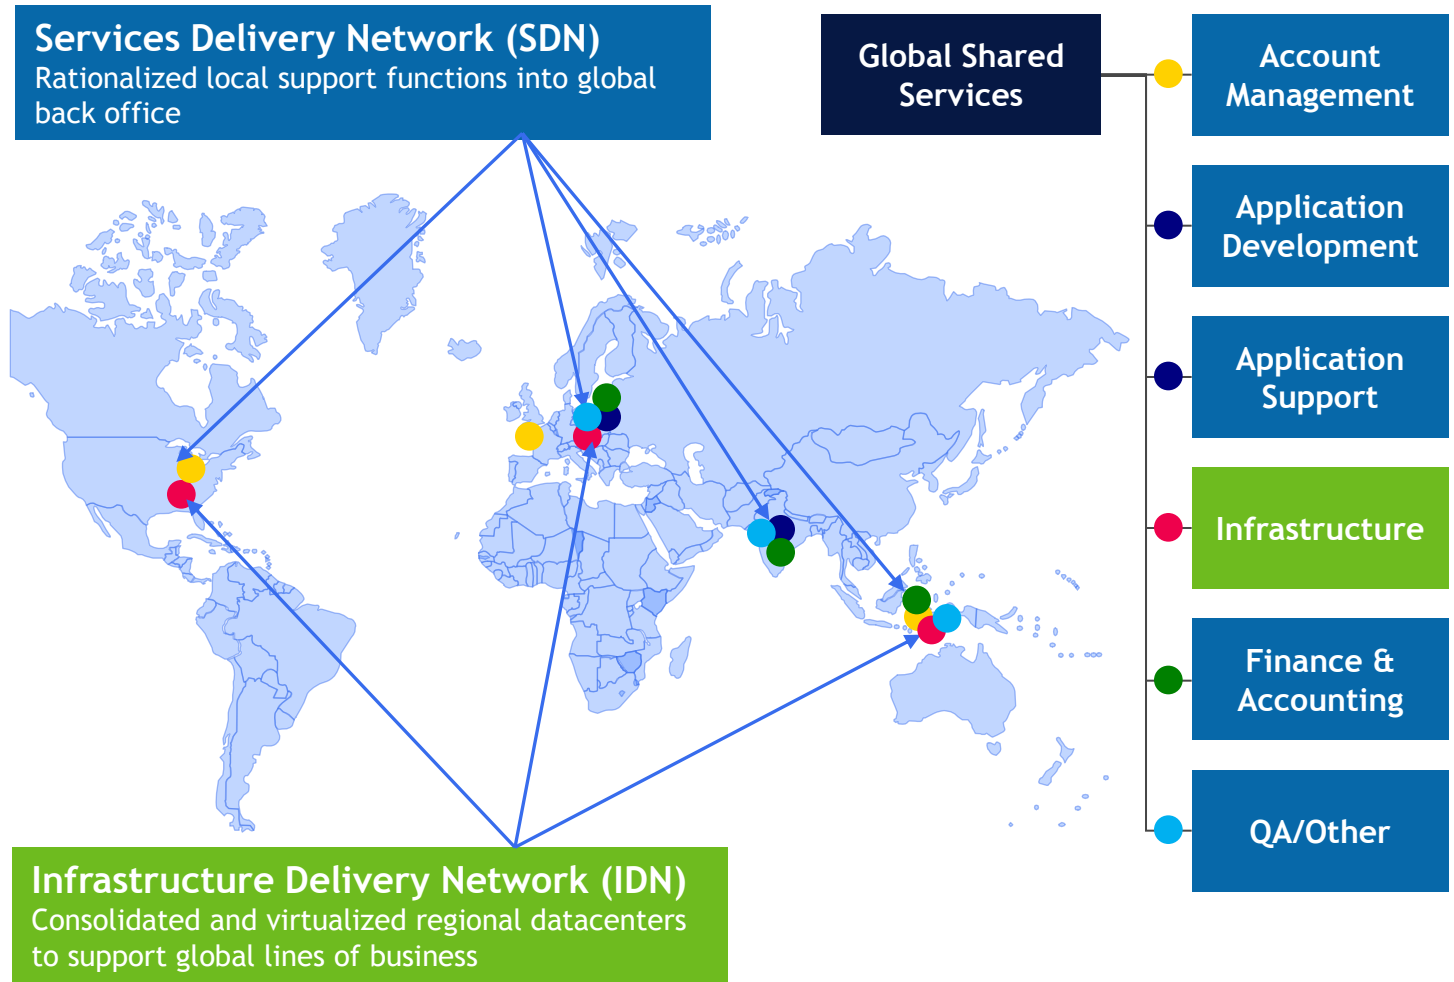 Services Delivery Network (SDN)
Rationalized local support functions into global
back office
Global Shared
Services
Account
Management
Application
Development
Application
Support
Infrastructure
Finance &
Accounting
QA/Other
Infrastructure Delivery Network (IDN)
Consolidated and virtualized regional datacenters
to support global lines of business